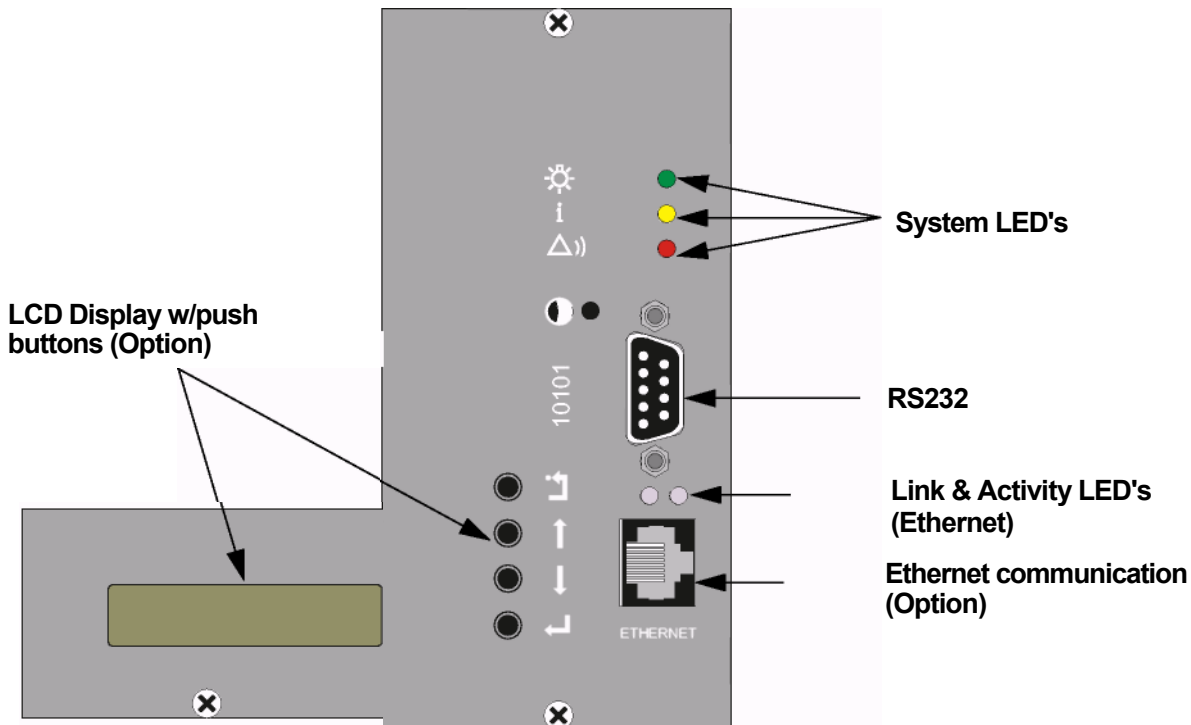 i
System LED's
LCD Display w/push
buttons (Option)
10101
RS232
Link & Activity LED's
(Ethernet)
Ethernet communication
(Option)
ETHERNET